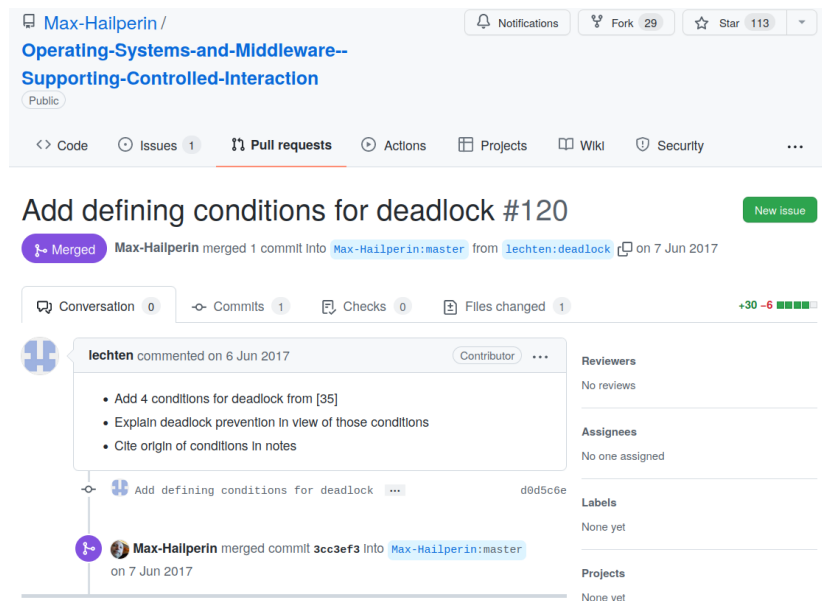 Max-Hailperin / Notifications Fork 29 Star 113
Operating-Systems-and-Middleware--
Supporting-Controlled-Interaction
Public
Code Issues 1 Pull requests Actions Projects Wiki Security ...
Add defining conditions for deadlock #120 New issue
Merged Max-Hailperin merged 1 commit into Max-Hailperin:master from lechten:deadlock on 7 Jun 2017
Conversation 0 Commits 1 Checks 0 Files changed 1 +30 −6
lechten commented on 6 Jun 2017 Contributor ...
• Add 4 conditions for deadlock from [35]
• Explain deadlock prevention in view of those conditions
• Cite origin of conditions in notes
Add defining conditions for deadlock ... d0d5c6e
Max-Hailperin merged commit 3cc3ef3 into Max-Hailperin:master
on 7 Jun 2017
Reviewers
No reviews
Assignees
No one assigned
Labels
None yet
Projects
None yet